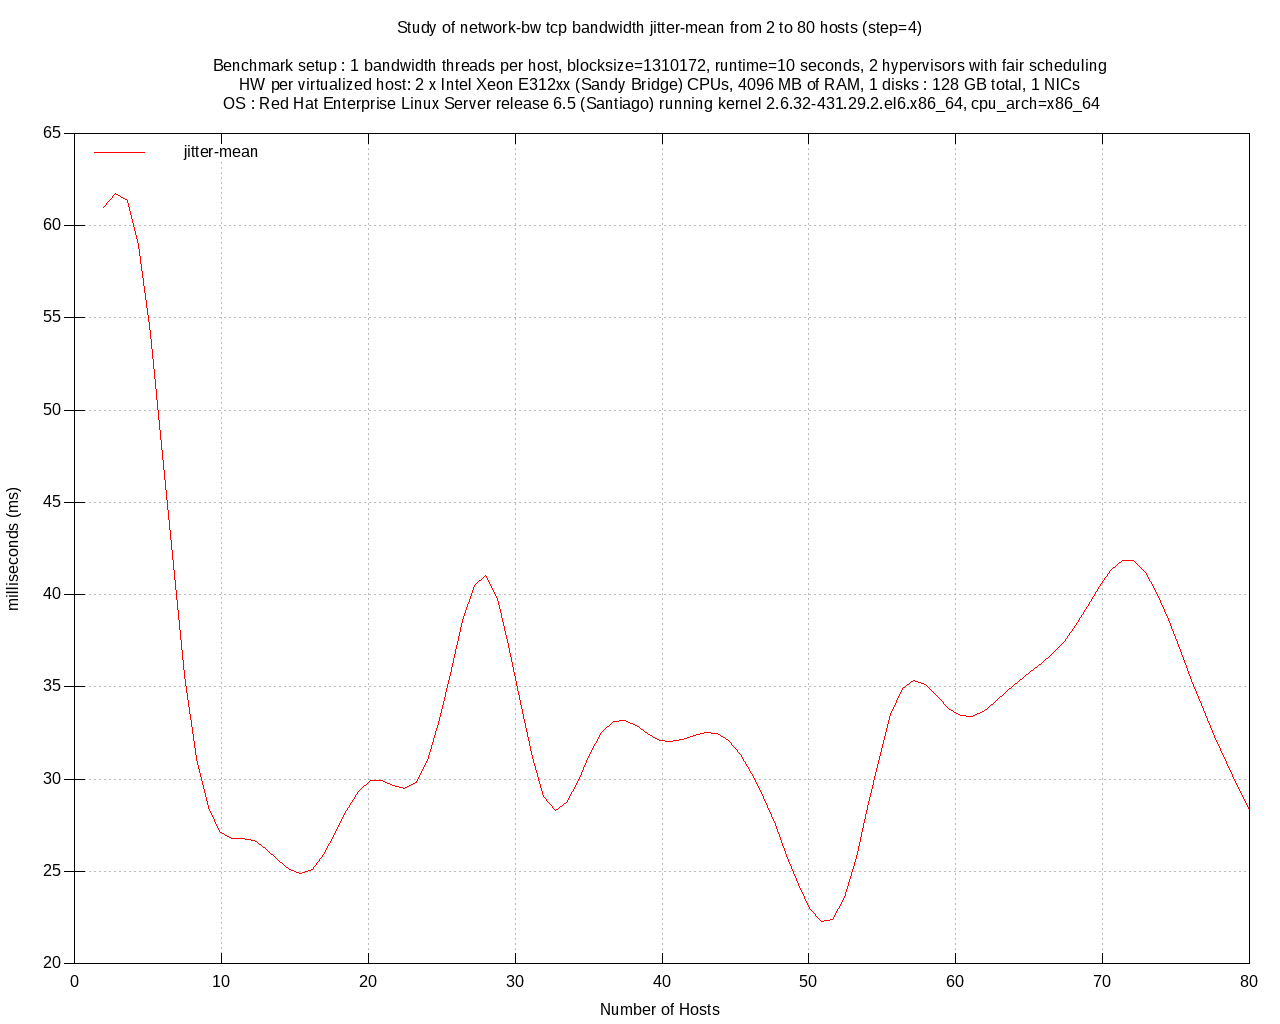 Study of network-bw tcp bandwidth jitter-mean from 2 to 80 hosts (step=4)
Benchmark setup : 1 bandwidth threads per host, blocksize=1310172, runtime=10 seconds, 2 hypervisors with fair scheduling
HW per virtualized host: 2 x Intel Xeon E312xx (Sandy Bridge) CPUs, 4096 MB of RAM, 1 disks : 128 GB total, 1 NICs
OS : Red Hat Enterprise Linux Server release 6.5 (Santiago) running kernel 2.6.32-431.29.2.el6.x86_64, cpu_arch=x86_64
jitter-mean
65
60
55
50
45
40
35
30
25
20
milliseconds (ms)
0 10 20 30 40 50 60 70 80
Number of Hosts